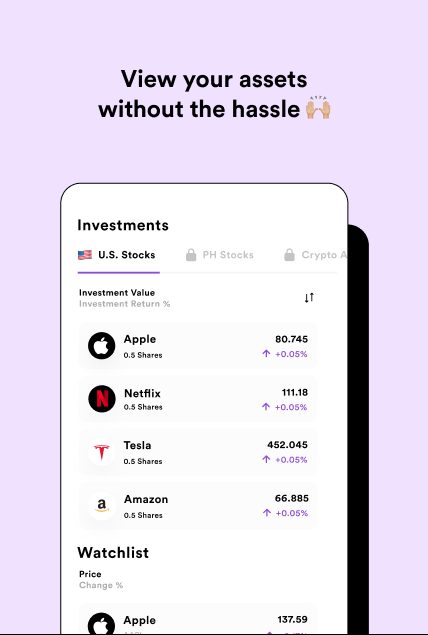 View your assets
without the hassle 🙌🏼
Investments
U.S. Stocks PH Stocks Crypto A
Investment Value
Investment Return %
Apple 80.745
0.5 Shares +0.05%
Netflix 111.18
0.5 Shares +0.05%
Tesla 452.045
0.5 Shares +0.05%
Amazon 66.885
0.5 Shares +0.05%
Watchlist
Price
Change %
Apple 137.59